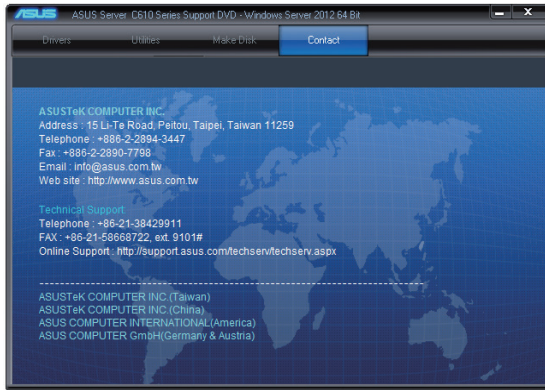 ASUS ASUS Server C610 Series Support DVD - Windows Server 2012 64 Bit
Drivers Utilities Make Disk Contact
ASUSTeK COMPUTER INC.
Address : 15 Li-Te Road, Peitou, Taipei, Taiwan 11259
Telephone : +886-2-2894-3447
Fax : +886-2-2890-7798
Email : info@asus.com.tw
Web site : http://www.asus.com.tw
Technical Support
Telephone : +86-21-38429911
FAX : +86-21-58668722, ext. 9101#
Online Support : http://support.asus.com/techserv/techserv.aspx
ASUSTeK COMPUTER INC.(Taiwan)
ASUSTeK COMPUTER INC.(China)
ASUS COMPUTER INTERNATIONAL(America)
ASUS COMPUTER GmbH(Germany & Austria)